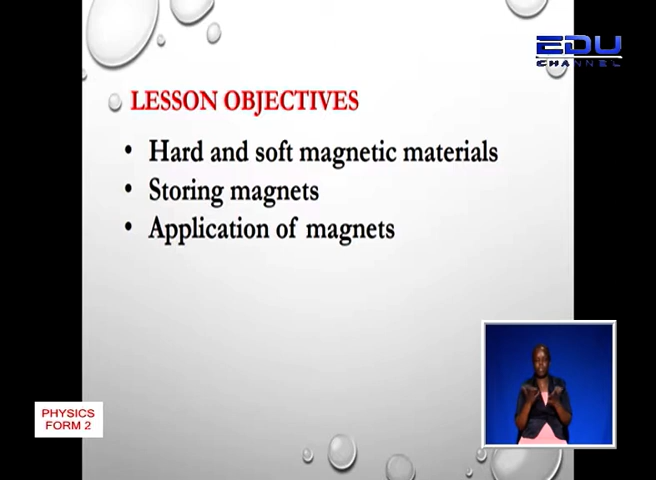 EDU
CHANNEL
LESSON OBJECTIVES
• Hard and soft magnetic materials
• Storing magnets
• Application of magnets
PHYSICS
FORM 2